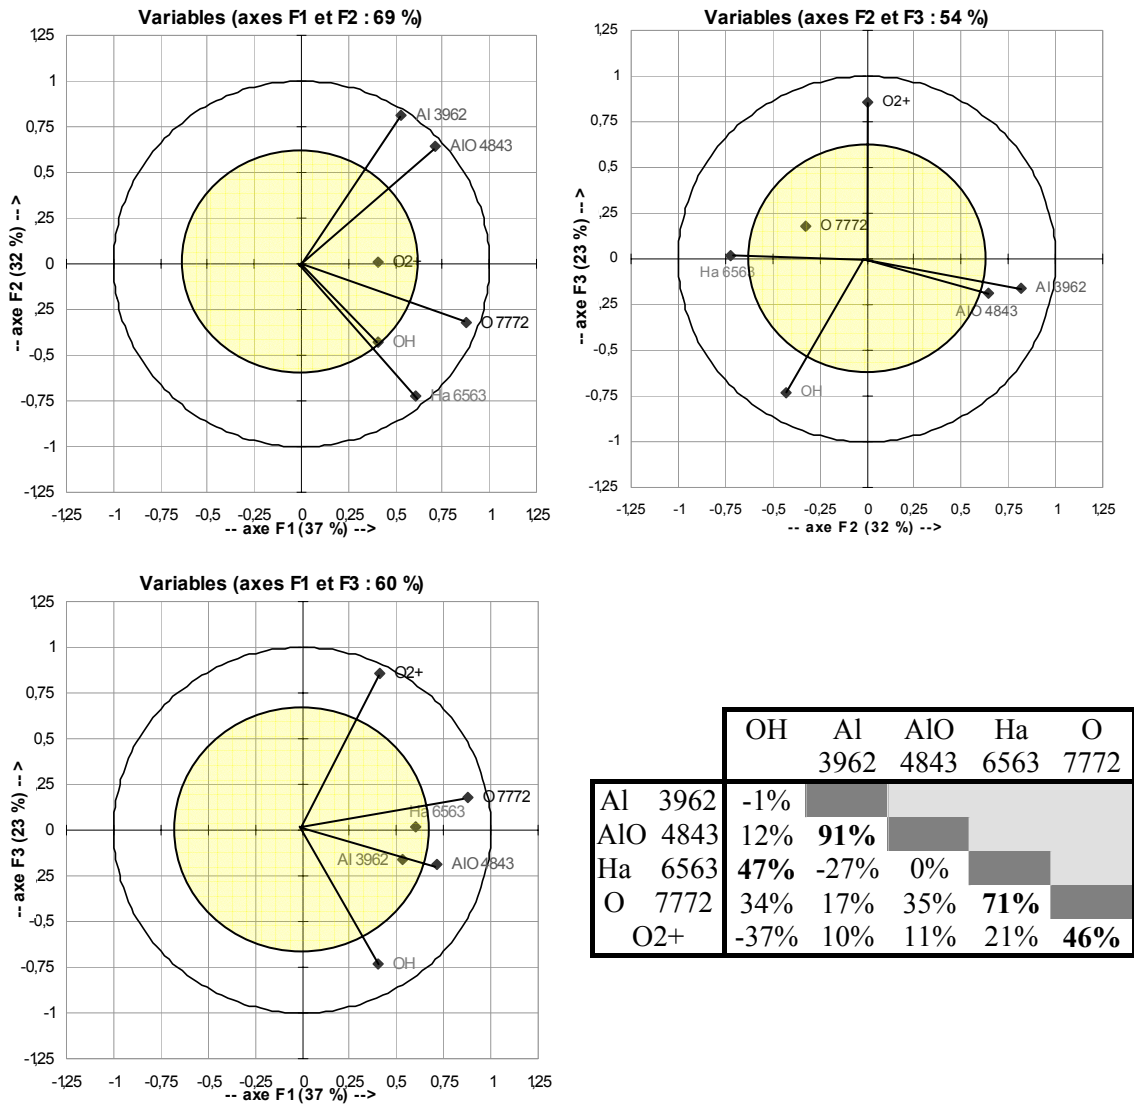 Variables (axes F1 et F2 : 69 %)
1,25
1
0,75
0,5
,25
0
,25
-0,5
-0,75
-1
-1,25
-- axe F2 (32 %) -->
Al 3962
AlO 4843
O2+
O 7772
OH
Ha 6563
-1,25 -1 -0,75 -0,5 -0,25 0 0,25 0,5 0,75 1 1,25
-- axe F1 (37 %) -->
Variables (axes F2 et F3 : 54 %)
1,25
1
0,75
0,5
,25
0
,25
-0,5
-0,75
-1
-1,25
-- axe F3 (23 %) -->
O2+
O 7772
Ha 6563
Al 3962
AlO 4843
OH
-1,25 -1 -0,75 -0,5 -0,25 0 0,25 0,5 0,75 1 1,25
-- axe F2 (32 %) -->
Variables (axes F1 et F3 : 60 %)
1,25
1
0,75
0,5
,25
0
,25
-0,5
-0,75
-1
-1,25
-- axe F3 (23 %) -->
O2+
O 7772
Ha 6563
Al 3962
AlO 4843
OH
-1,25 -1 -0,75 -0,5 -0,25 0 0,25 0,5 0,75 1 1,25
-- axe F1 (37 %) -->
OH Al AlO Ha O
3962 4843 6563 7772
Al 3962 -1%
AlO 4843 12% 91%
Ha 6563 47% -27% 0%
O 7772 34% 17% 35% 71%
O2+ -37% 10% 11% 21% 46%